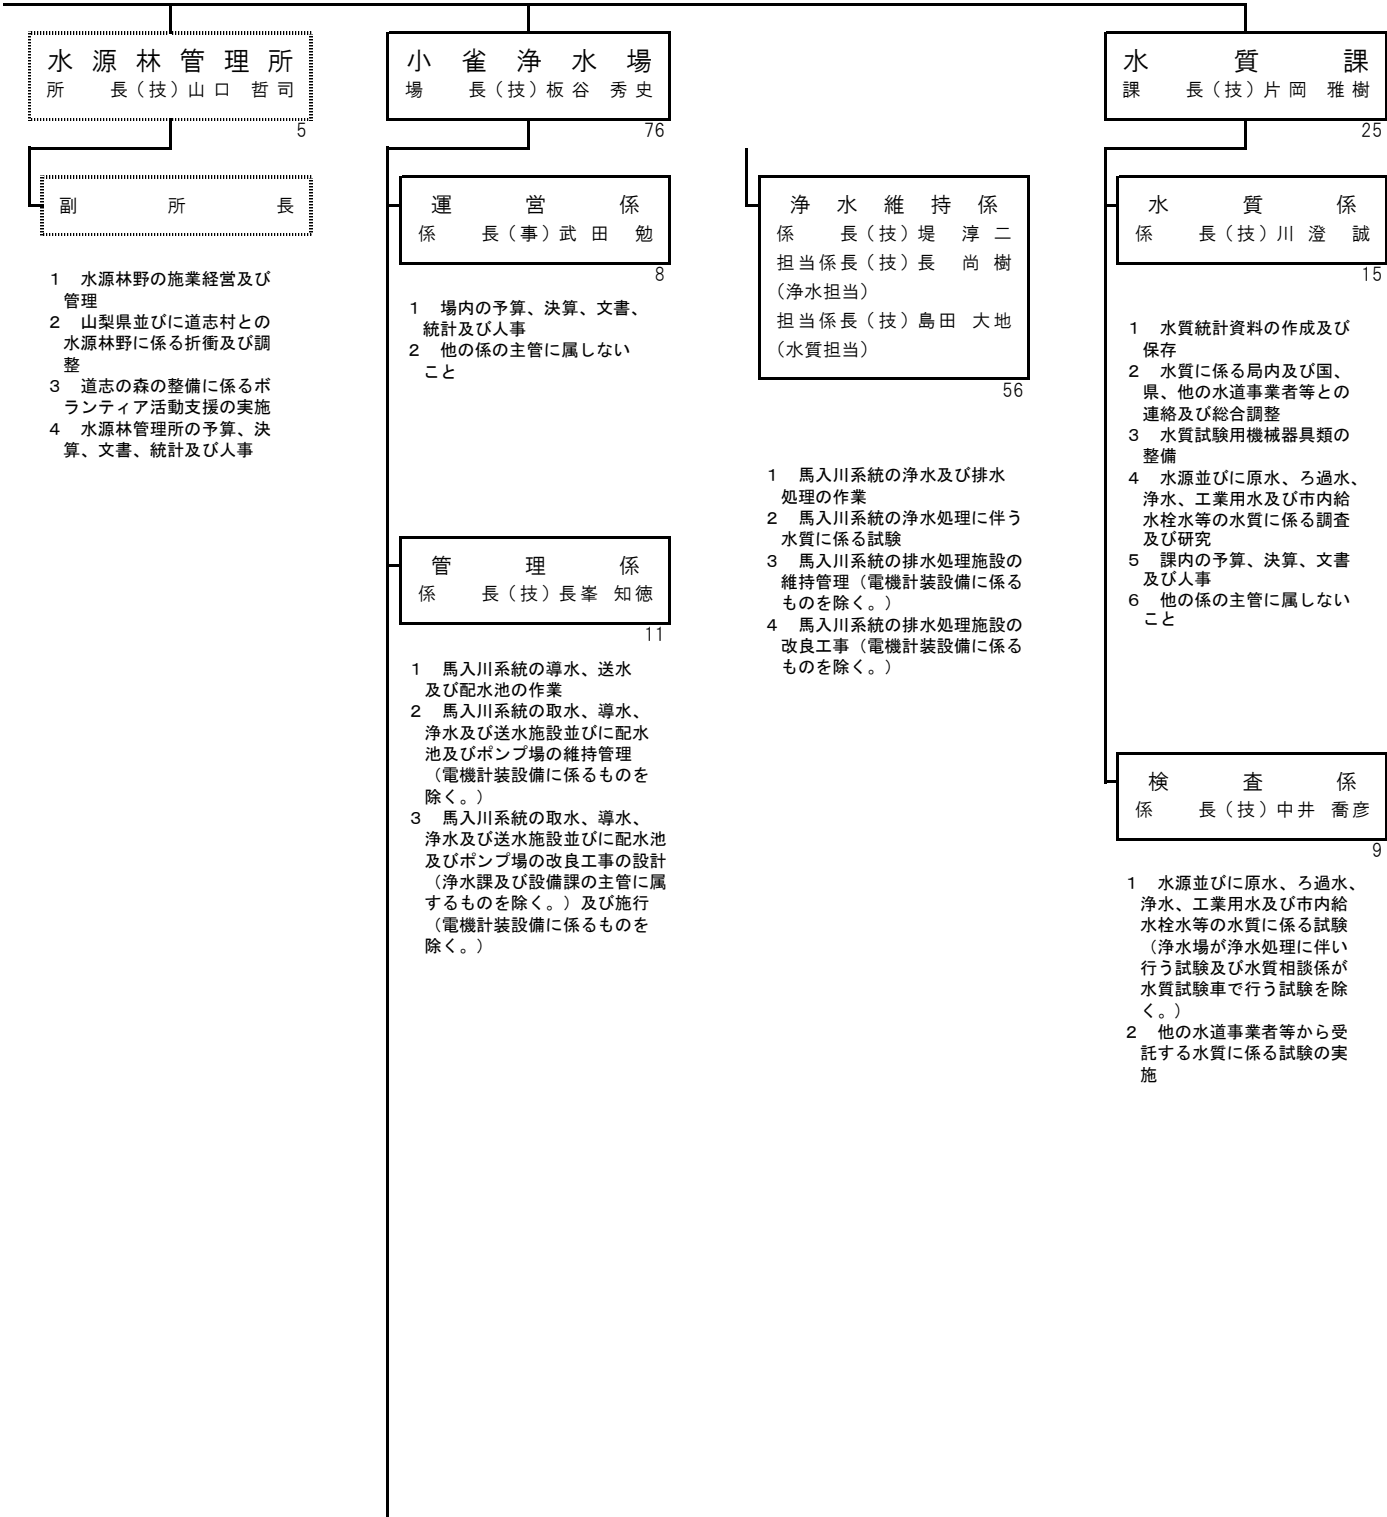 水源林管理所
所　長（技）山口 哲司
5
副所長
1　水源林野の施業経営及び
管理
2　山梨県並びに道志村との
水源林野に係る折衝及び調
整
3　道志の森の整備に係るボ
ランティア活動支援の実施
4　水源林管理所の予算、決
算、文書、統計及び人事
小雀浄水場
場　長（技）板谷 秀史
76
運営係
係　長（事）武田 勉
8
1　場内の予算、決算、文書、
統計及び人事
2　他の係の主管に属しない
こと
管理係
係　長（技）長峯 知徳
11
1　馬入川系統の導水、送水
及び配水池の作業
2　馬入川系統の取水、導水、
浄水及び送水施設並びに配水
池及びポンプ場の維持管理
（電機計装設備に係るものを
除く。）
3　馬入川系統の取水、導水、
浄水及び送水施設並びに配水池
及びポンプ場の改良工事の設計
（浄水課及び設備課の主管に属
するものを除く。）及び施行
（電機計装設備に係るものを
除く。）
浄水維持係
係　長（技）堤 淳二
担当係長（技）長 尚樹
（浄水担当）
担当係長（技）島田 大地
（水質担当）
56
1　馬入川系統の浄水及び排水
処理の作業
2　馬入川系統の浄水処理に伴う
水質に係る試験
3　馬入川系統の排水処理施設の
維持管理（電機計装設備に係る
ものを除く。）
4　馬入川系統の排水処理施設の
改良工事（電機計装設備に係る
ものを除く。）
水質課
課　長（技）片岡 雅樹
25
水質係
係　長（技）川澄 誠
15
1　水質統計資料の作成及び
保存
2　水質に係る局内及び国、
県、他の水道事業者等との
連絡及び総合調整
3　水質試験用機械器具類の
整備
4　水源並びに原水、ろ過水、
浄水、工業用水及び市内給
水栓水等の水質に係る調査
及び研究
5　課内の予算、決算、文書
及び人事
6　他の係の主管に属しない
こと
検査係
係　長（技）中井 喬彦
9
1　水源並びに原水、ろ過水、
浄水、工業用水及び市内給
水栓水等の水質に係る試験
（浄水場が浄水処理に伴い
行う試験及び水質相談係が
水質試験車で行う試験を除
く。）
2　他の水道事業者等から受
託する水質に係る試験の実
施